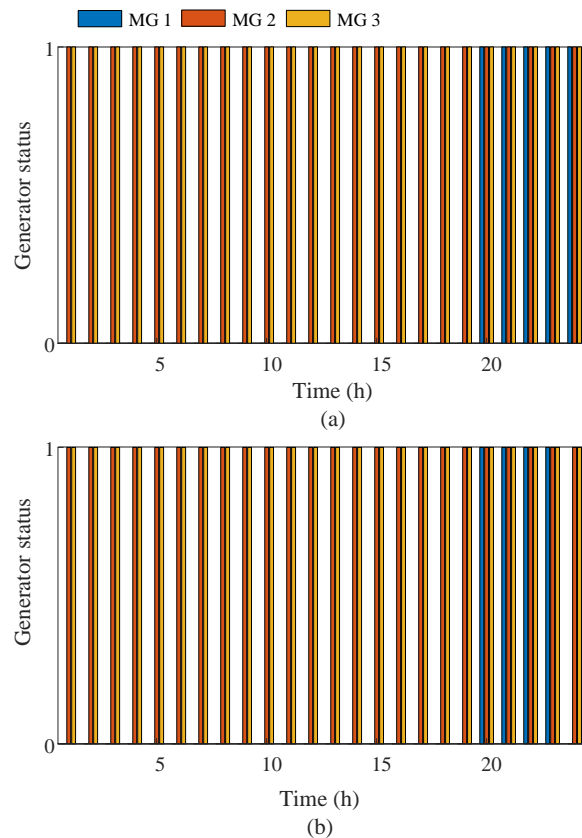 MG 1 MG 2 MG 3
1
Generator status
0
5 10 15 20
Time (h)
(a)
1
Generator status
0
5 10 15 20
Time (h)
(b)